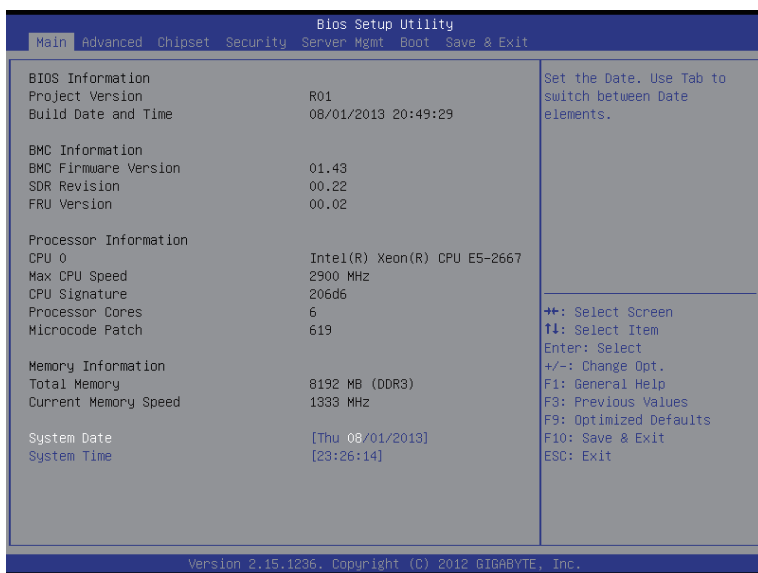 Bios Setup Utility
Main Advanced Chipset Security Server Mgmt Boot Save & Exit
BIOS Information
Project Version R01
Build Date and Time 08/01/2013 20:49:29
BMC Information
BMC Firmware Version 01.43
SDR Revision 00.22
FRU Version 00.02
Processor Information
CPU 0 Intel(R) Xeon(R) CPU E5-2667
Max CPU Speed 2900 MHz
CPU Signature 206d6
Processor Cores 6
Microcode Patch 619
Memory Information
Total Memory 8192 MB (DDR3)
Current Memory Speed 1333 MHz
System Date [Thu 08/01/2013]
System Time [23:26:14]
Set the Date. Use Tab to
switch between Date
elements.
→←: Select Screen
↑↓: Select Item
Enter: Select
+/-: Change Opt.
F1: General Help
F3: Previous Values
F9: Optimized Defaults
F10: Save & Exit
ESC: Exit
Version 2.15.1236. Copyright (C) 2012 GIGABYTE, Inc.